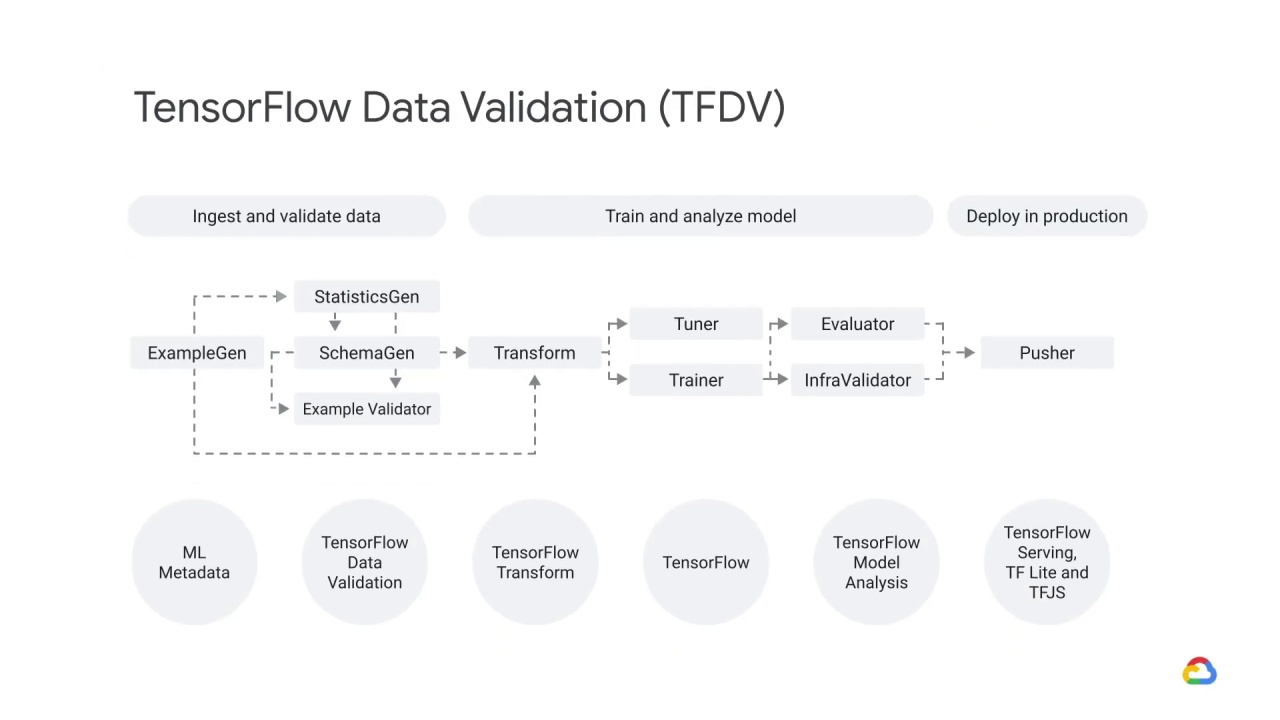 TensorFlow Data Validation (TFDV)
Ingest and validate data
Train and analyze model
Deploy in production
StatisticsGen
Tuner
Evaluator
ExampleGen
SchemaGen
Transform
Pusher
Trainer
InfraValidator
Example Validator
ML
Metadata
TensorFlow
Data
Validation
TensorFlow
Transform
TensorFlow
TensorFlow
Model
Analysis
TensorFlow
Serving,
TF Lite and
TFJS